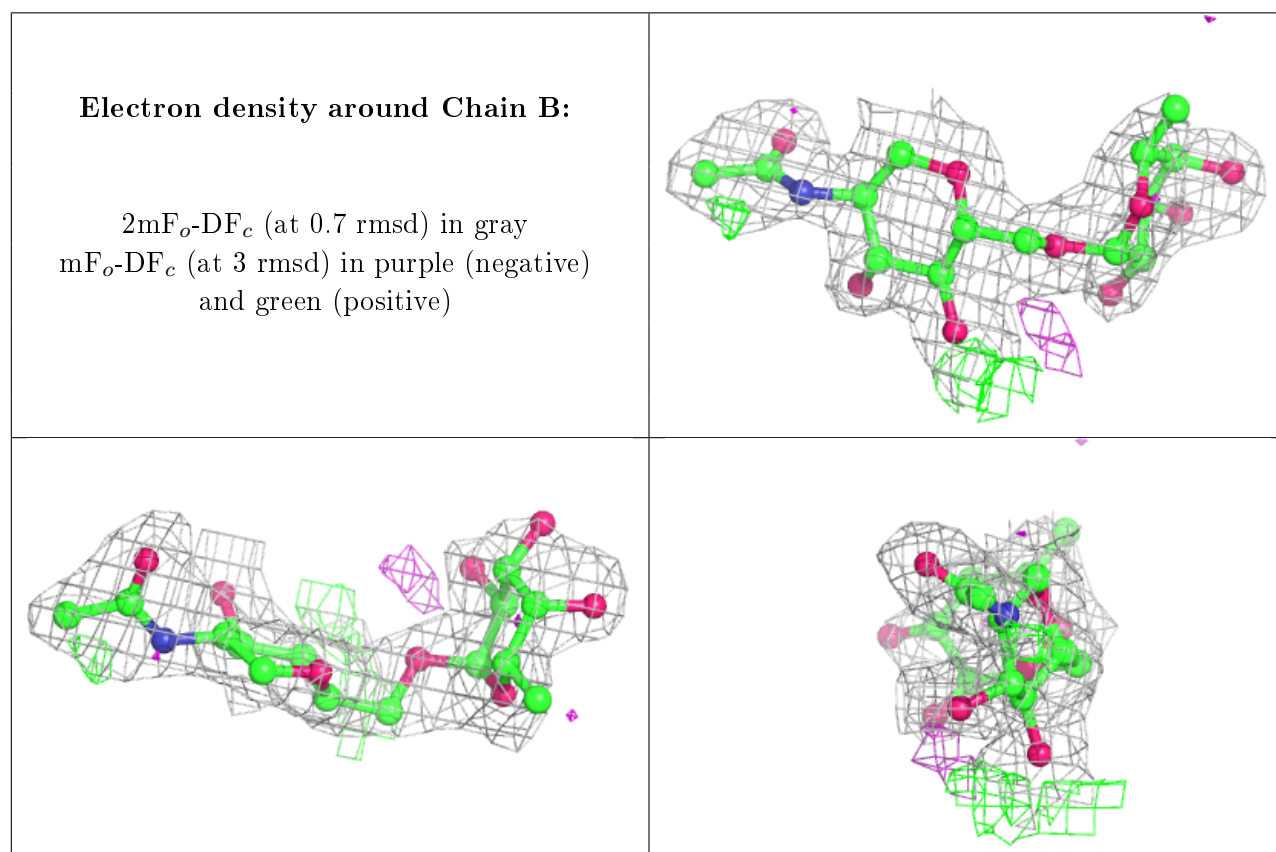 Electron density around Chain B:
2mFₒ-DF𝒸 (at 0.7 rmsd) in gray
mFₒ-DF𝒸 (at 3 rmsd) in purple (negative)
and green (positive)